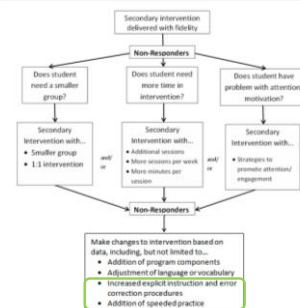 Secondary intervention
delivered with fidelity
Non-Responders
Does student
need a smaller
group?
Does student need
more time in
intervention?
Does student have
problem with attention
motivation?
Secondary
Intervention with...
• Smaller group
• 1:1 intervention
and/
or
Secondary
Intervention with...
• Additional sessions
• More sessions per week
• More minutes per
session
and/
or
Secondary
Intervention with...
• Strategies to
promote attention/
engagement
Non-Responders
Make changes to intervention based on
data, including, but not limited to...
• Addition of program components
• Adjustment of language or vocabulary
• Increased explicit instruction and error
correction procedures
• Addition of speeded practice